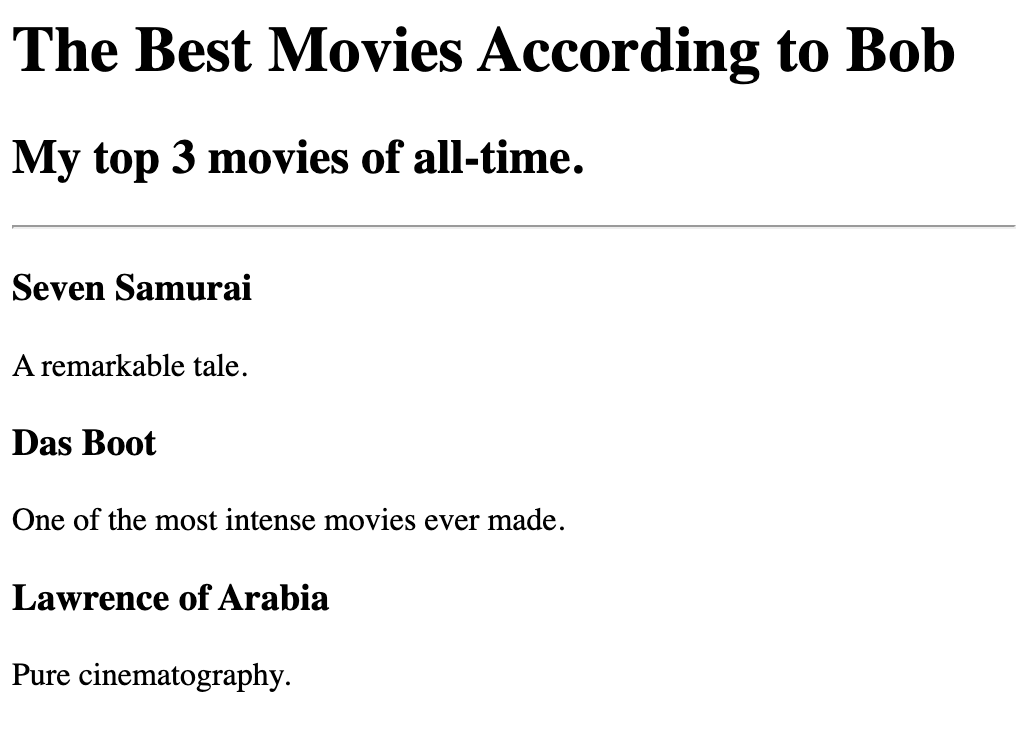 The Best Movies According to Bob
My top 3 movies of all-time.
Seven Samurai
A remarkable tale.
Das Boot
One of the most intense movies ever made.
Lawrence of Arabia
Pure cinematography.